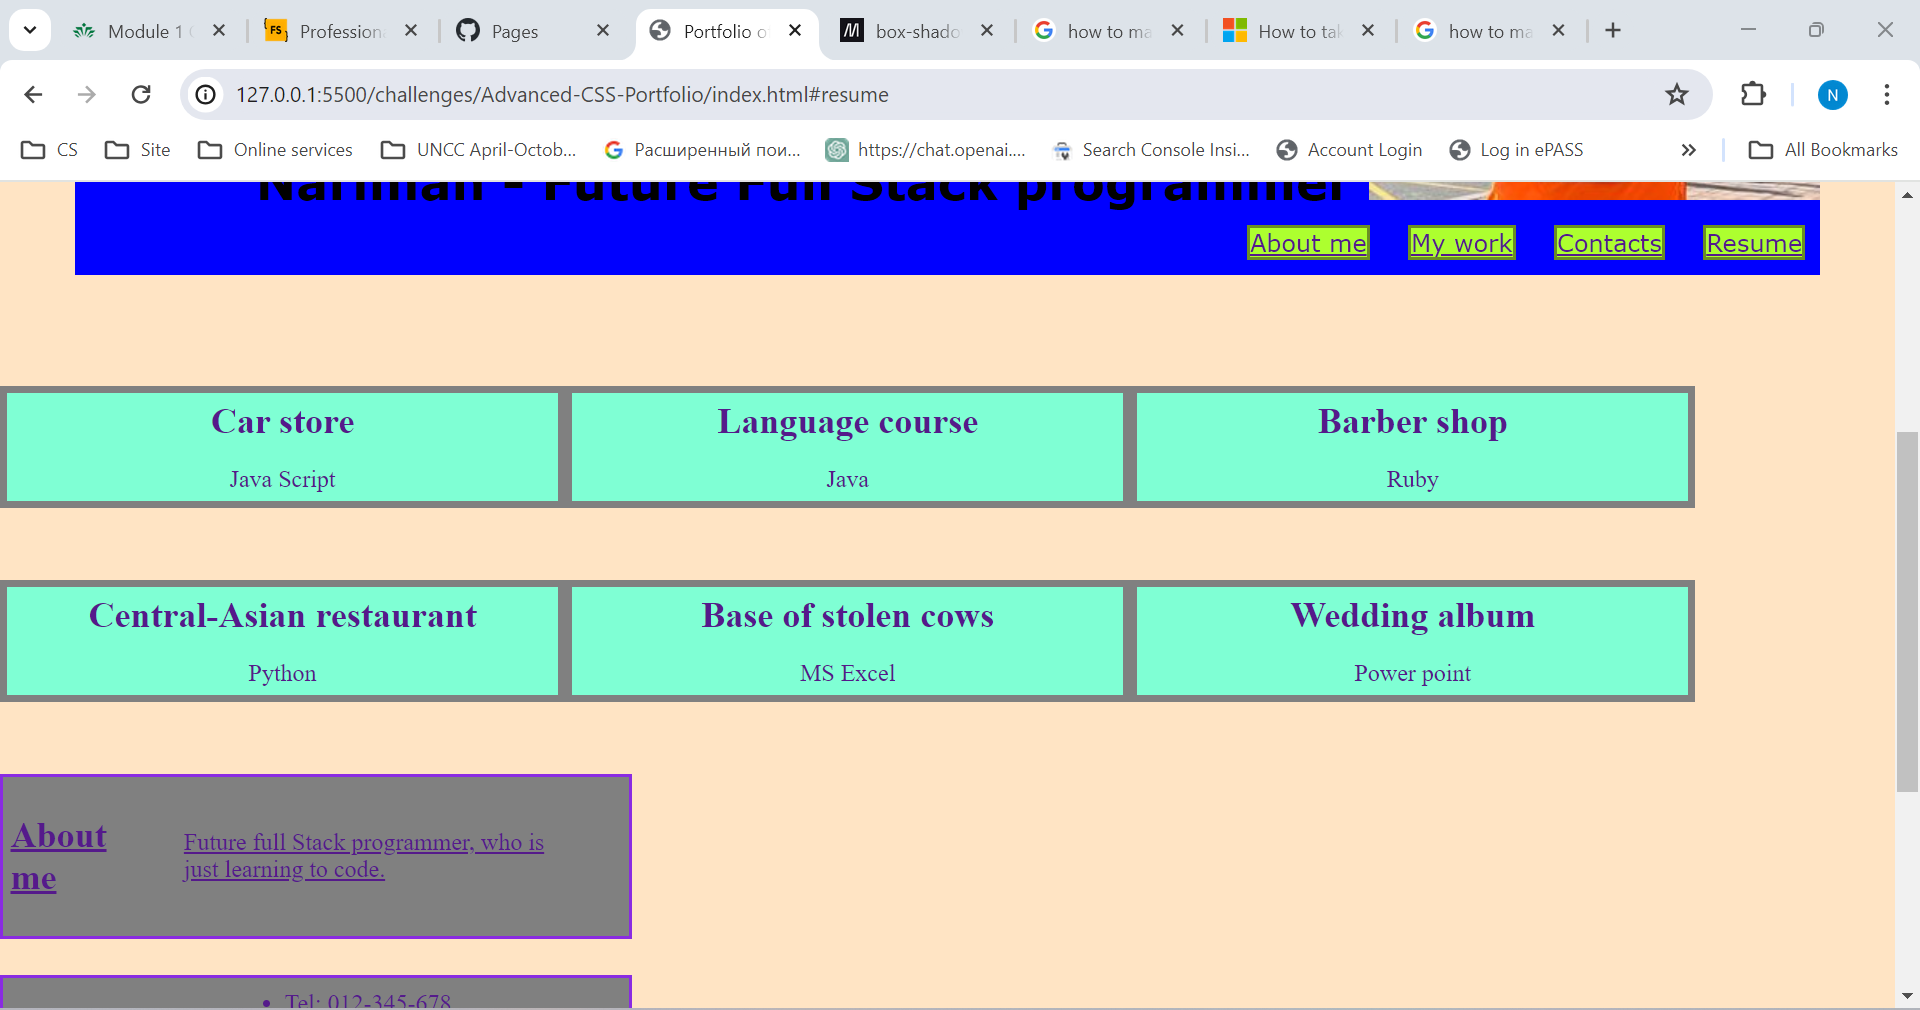 Module 1
Profession
Pages
Portfolio o
box-shado
how to ma
How to tak
how to ma
127.0.0.1:5500/challenges/Advanced-CSS-Portfolio/index.html#resume
N
CS
Site
Online services
UNCC April-Octob...
Расширенный пои...
https://chat.openai....
Search Console Insi...
Account Login
Log in ePASS
All Bookmarks
Nariman - Future Full Stack programmer
About me
My work
Contacts
Resume
Car store
Java Script
Language course
Java
Barber shop
Ruby
Central-Asian restaurant
Python
Base of stolen cows
MS Excel
Wedding album
Power point
About
me
Future full Stack programmer, who is
just learning to code.
Tel: 012-345-678